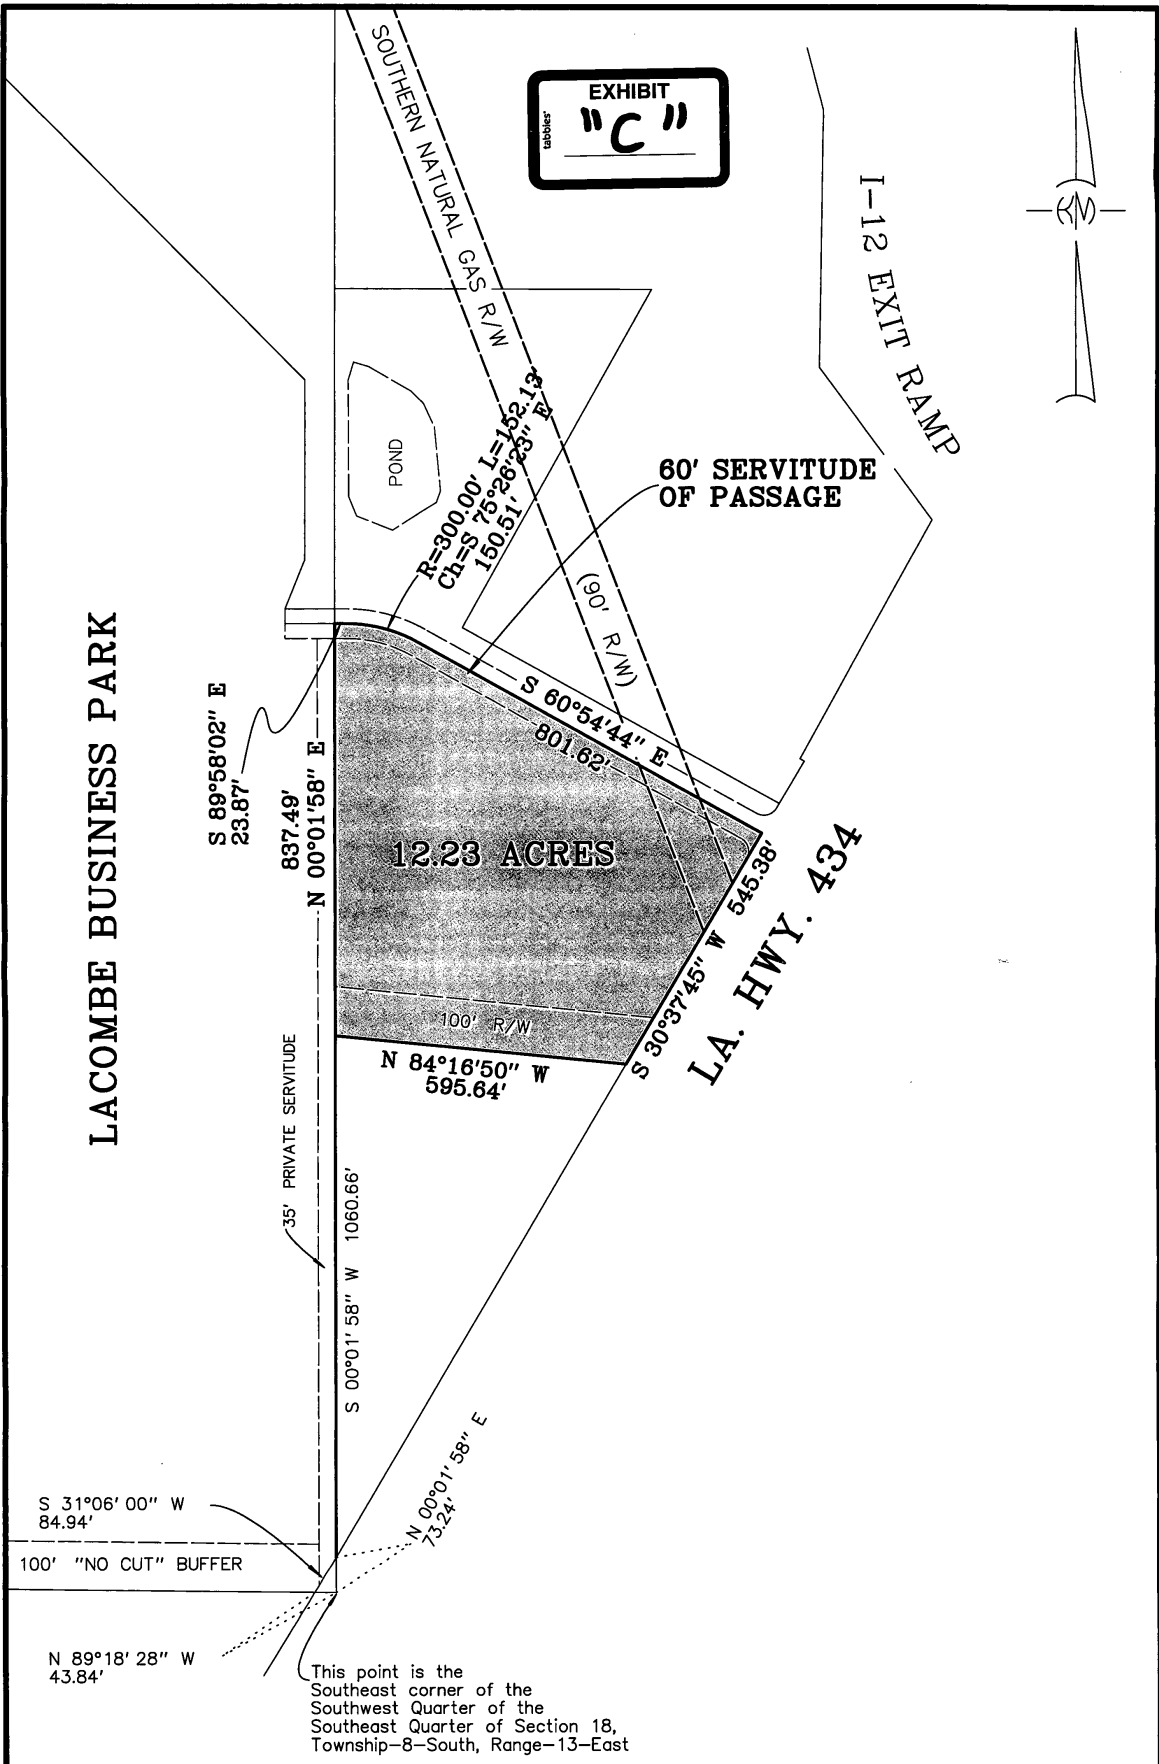 EXHIBIT
"C"
tabbies'
SOUTHERN NATURAL GAS R/W
I-12 EXIT RAMP
POND
R=300.00' L=152.13'
Ch=S 75°26'23" E
150.51'
60' SERVITUDE
OF PASSAGE
(90' R/W)
S 60°54'44" E
801.62'
LACOMBE BUSINESS PARK
S 89°58'02" E
23.87'
837.49'
N 00°01'58" E
12.23 ACRES
S 30°37'45" W 545.38'
LA. HWY. 434
100' R/W
N 84°16'50" W
595.64'
35' PRIVATE SERVITUDE
S 00°01'58" W 1060.66'
N 00°01'58" E
73.24'
S 31°06'00" W
84.94'
100' "NO CUT" BUFFER
N 89°18'28" W
43.84'
This point is the
Southeast corner of the
Southwest Quarter of the
Southeast Quarter of Section 18,
Township-8-South, Range-13-East